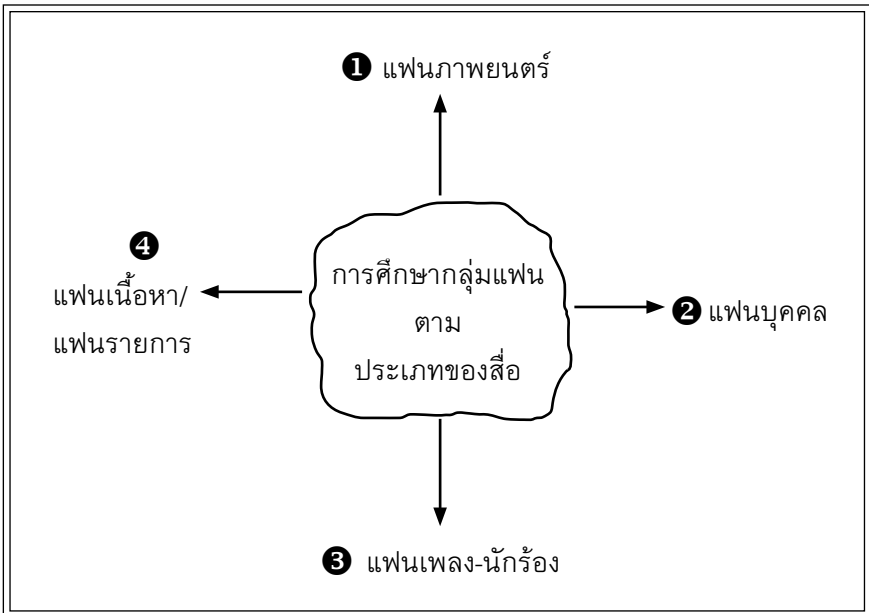 ❶ แฟนภาพยนตร์
การศึกษากลุ่มแฟน
ตาม
ประเภทของสื่อ
❷ แฟนบุคคล
❸ แฟนเพลง-นักร้อง
❹
แฟนเนื้อหา/
แฟนรายการ